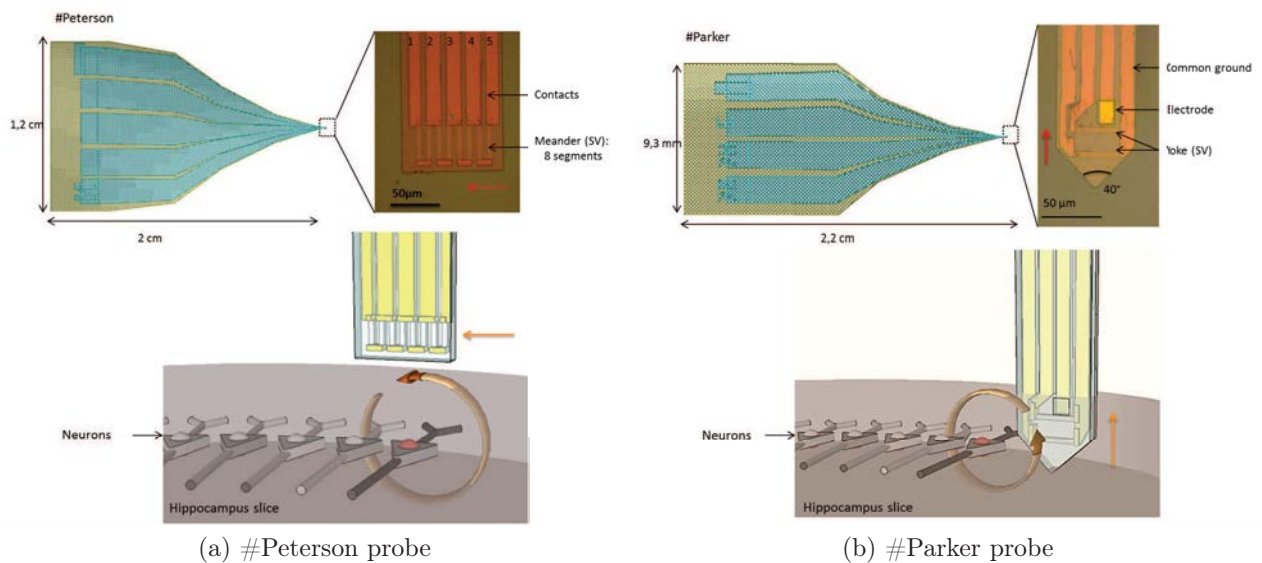 #Peterson
1,2 cm
2 cm
1 2 3 4 5
Contacts
Meander (SV):
8 segments
50µm
Neurons
Hippocampus slice
(a) #Peterson probe
#Parker
9,3 mm
2,2 cm
Common ground
Electrode
Yoke (SV)
40°
50 µm
Neurons
Hippocampus slice
(b) #Parker probe